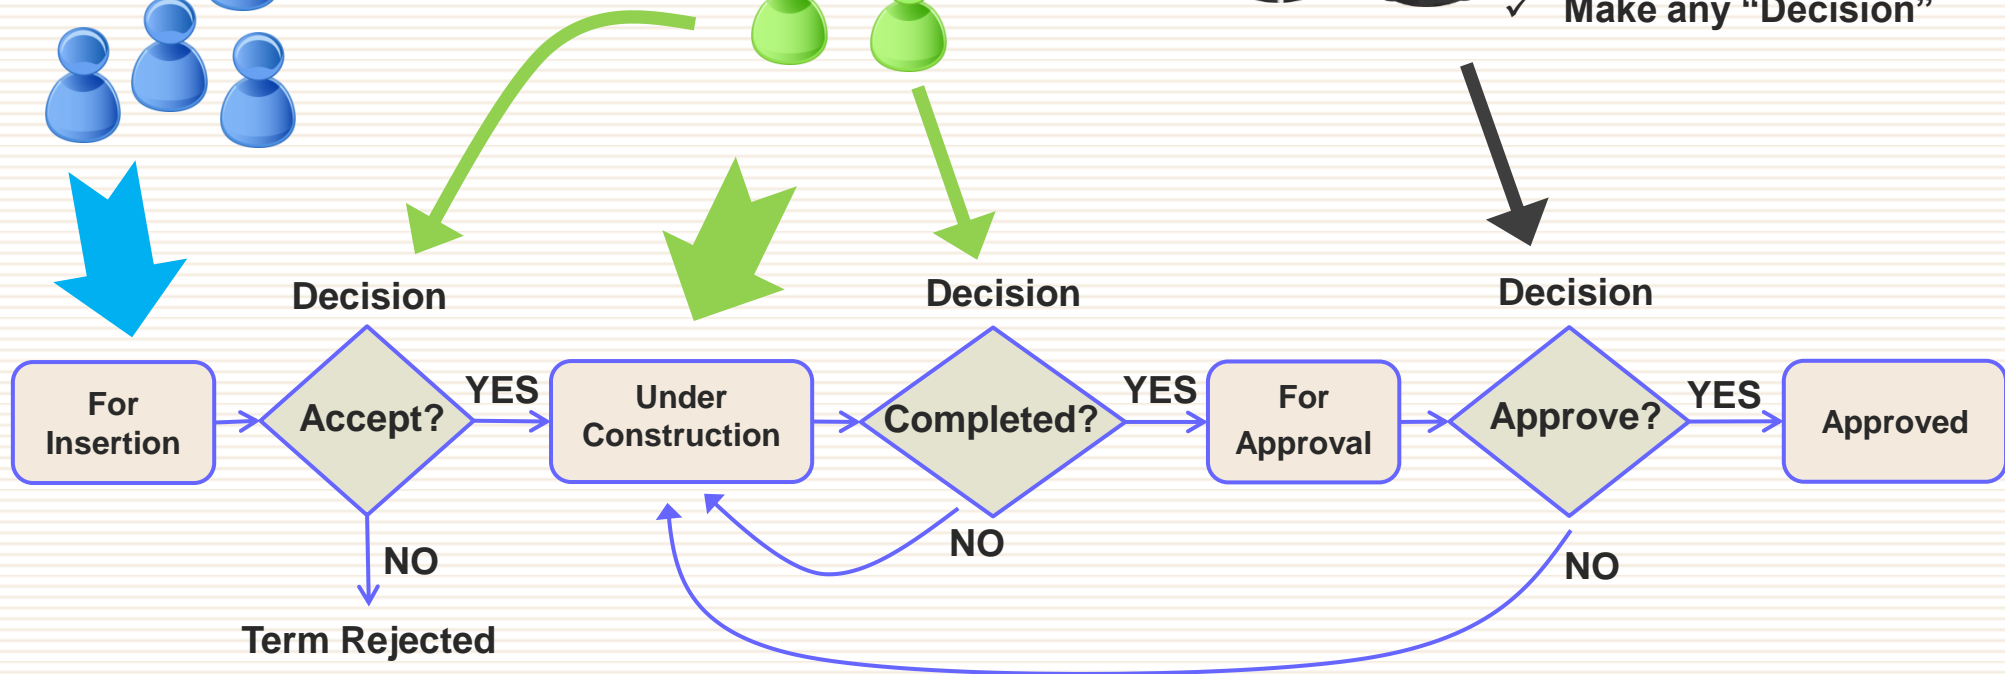 ✓ Make any “Decision”
Decision
Decision
Decision
For
Insertion
Accept?
YES
Under
Construction
Completed?
YES
For
Approval
Approve?
YES
Approved
NO
NO
NO
Term Rejected